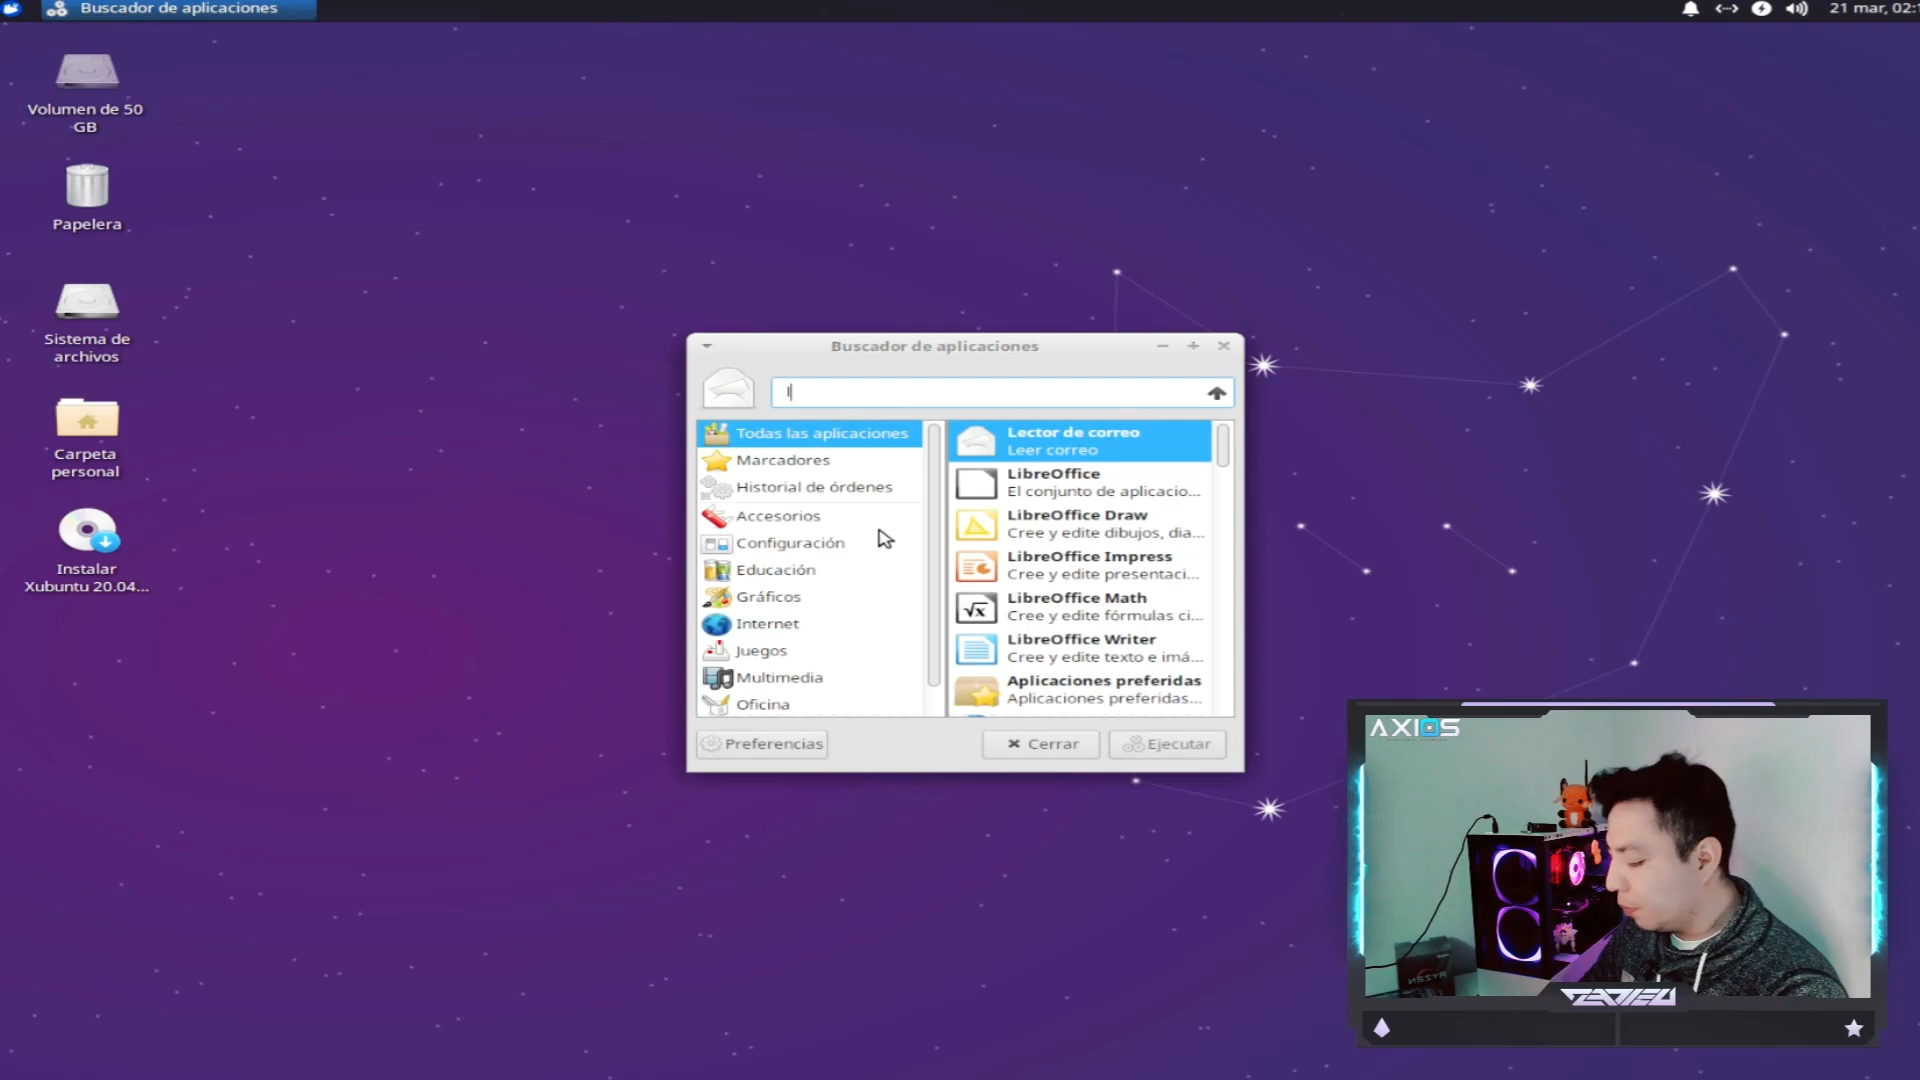 Buscador de aplicaciones
21 mar, 02:1
Volumen de 50
GB
Papelera
Sistema de
archivos
Carpeta
personal
Instalar
Xubuntu 20.04...
Buscador de aplicaciones
l
Todas las aplicaciones
Marcadores
Historial de órdenes
Accesorios
Configuración
Educación
Gráficos
Internet
Juegos
Multimedia
Oficina
Lector de correo
Leer correo
LibreOffice
El conjunto de aplicacio...
LibreOffice Draw
Cree y edite dibujos, dia...
LibreOffice Impress
Cree y edite presentaci...
LibreOffice Math
Cree y edite fórmulas ci...
LibreOffice Writer
Cree y edite texto e imá...
Aplicaciones preferidas
Aplicaciones preferidas...
Preferencias
Cerrar
Ejecutar
AXIOS
RYZEN